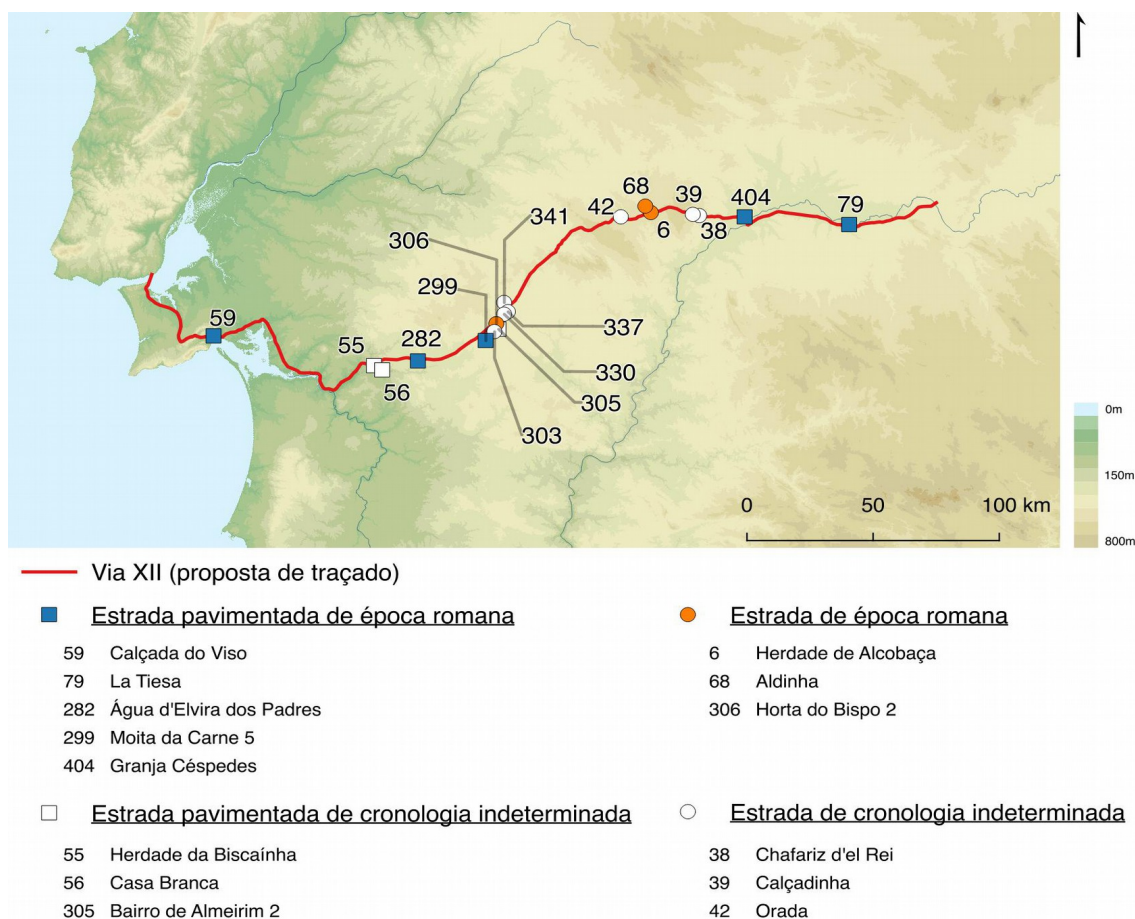 68
39
404
79
42
341
6
38
306
299
337
59
282
55
330
56
305
303
0m
150m
800m
0 50 100 km
Via XII (proposta de traçado)
Estrada pavimentada de época romana
59 Calçada do Viso
79 La Tiesa
282 Água d'Elvira dos Padres
299 Moita da Carne 5
404 Granja Céspedes
Estrada de época romana
6 Herdade de Alcobaça
68 Aldinha
306 Horta do Bispo 2
Estrada pavimentada de cronologia indeterminada
55 Herdade da Biscaínha
56 Casa Branca
305 Bairro de Almeirim 2
Estrada de cronologia indeterminada
38 Chafariz d'el Rei
39 Calçadinha
42 Orada